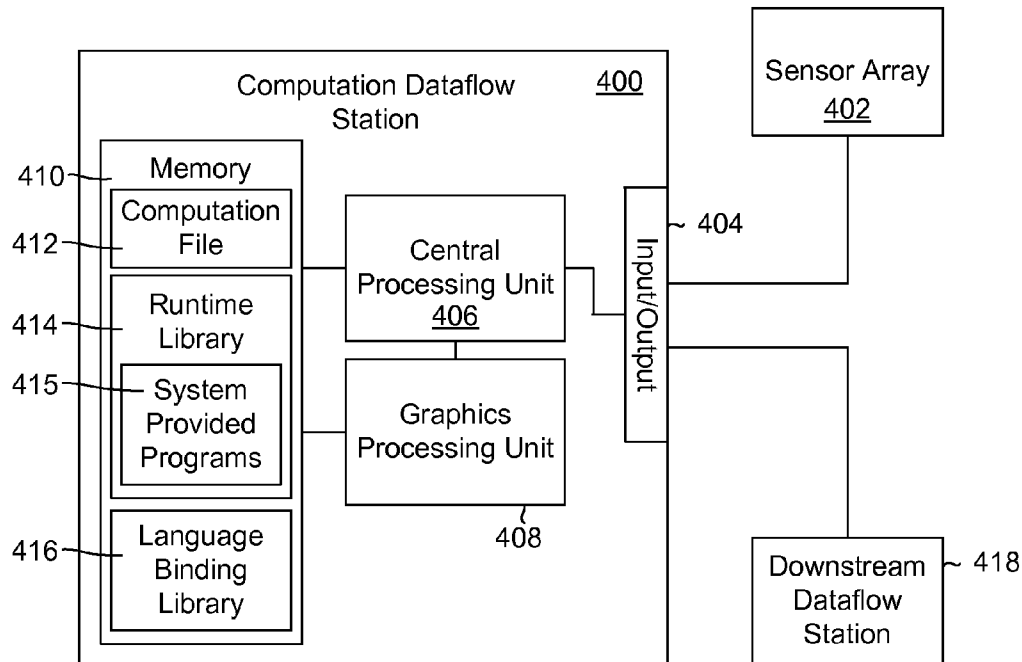 Computation Dataflow
Station
400
Sensor Array
402
410
Memory
412
Computation
File
414
Runtime
Library
415
System
Provided
Programs
416
Language
Binding
Library
Central
Processing Unit
406
Graphics
Processing Unit
408
Input/Output
404
Downstream
Dataflow
Station
418